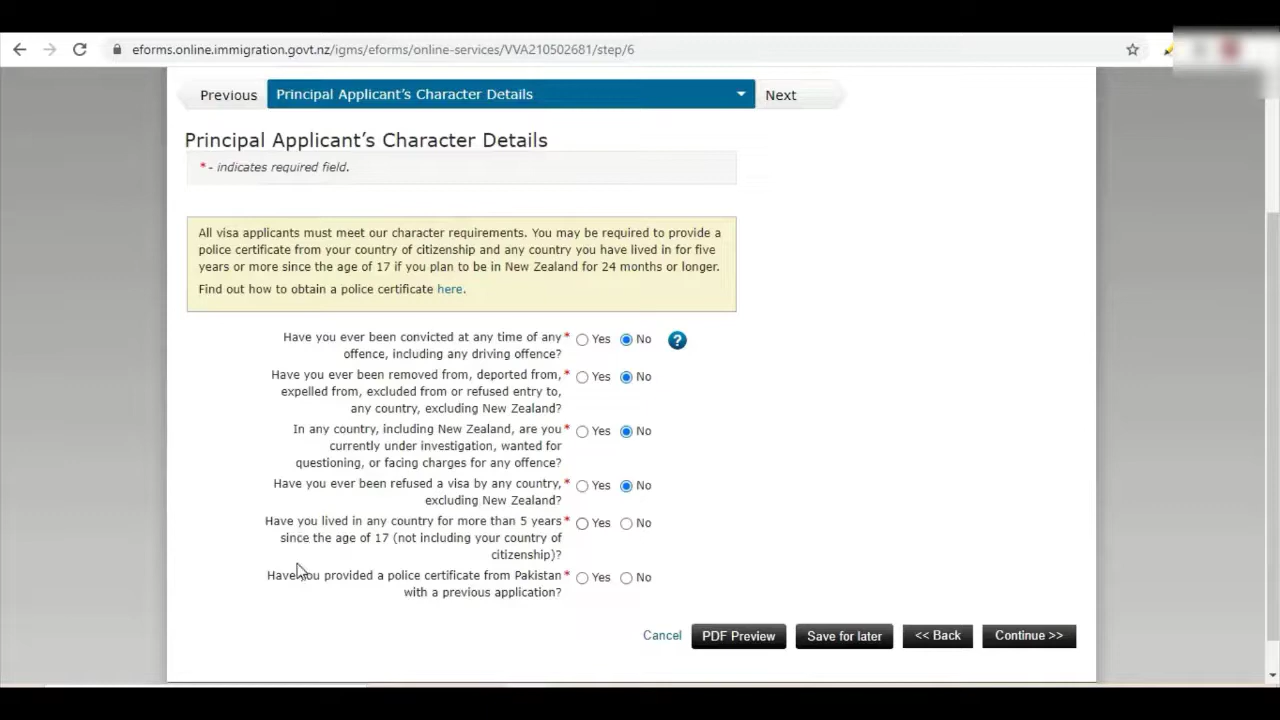 eforms.online.immigration.govt.nz/igms/eforms/online-services/VVA210502681/step/6
Previous
Principal Applicant's Character Details
Next
Principal Applicant's Character Details
* - indicates required field.
All visa applicants must meet our character requirements. You may be required to provide a
police certificate from your country of citizenship and any country you have lived in for five
years or more since the age of 17 if you plan to be in New Zealand for 24 months or longer.
Find out how to obtain a police certificate here.
Have you ever been convicted at any time of any * Yes No ?
offence, including any driving offence?
Have you ever been removed from, deported from, * Yes No
expelled from, excluded from or refused entry to,
any country, excluding New Zealand?
In any country, including New Zealand, are you * Yes No
currently under investigation, wanted for
questioning, or facing charges for any offence?
Have you ever been refused a visa by any country, * Yes No
excluding New Zealand?
Have you lived in any country for more than 5 years * Yes No
since the age of 17 (not including your country of
citizenship)?
Have you provided a police certificate from Pakistan * Yes No
with a previous application?
Cancel
PDF Preview
Save for later
<< Back
Continue >>